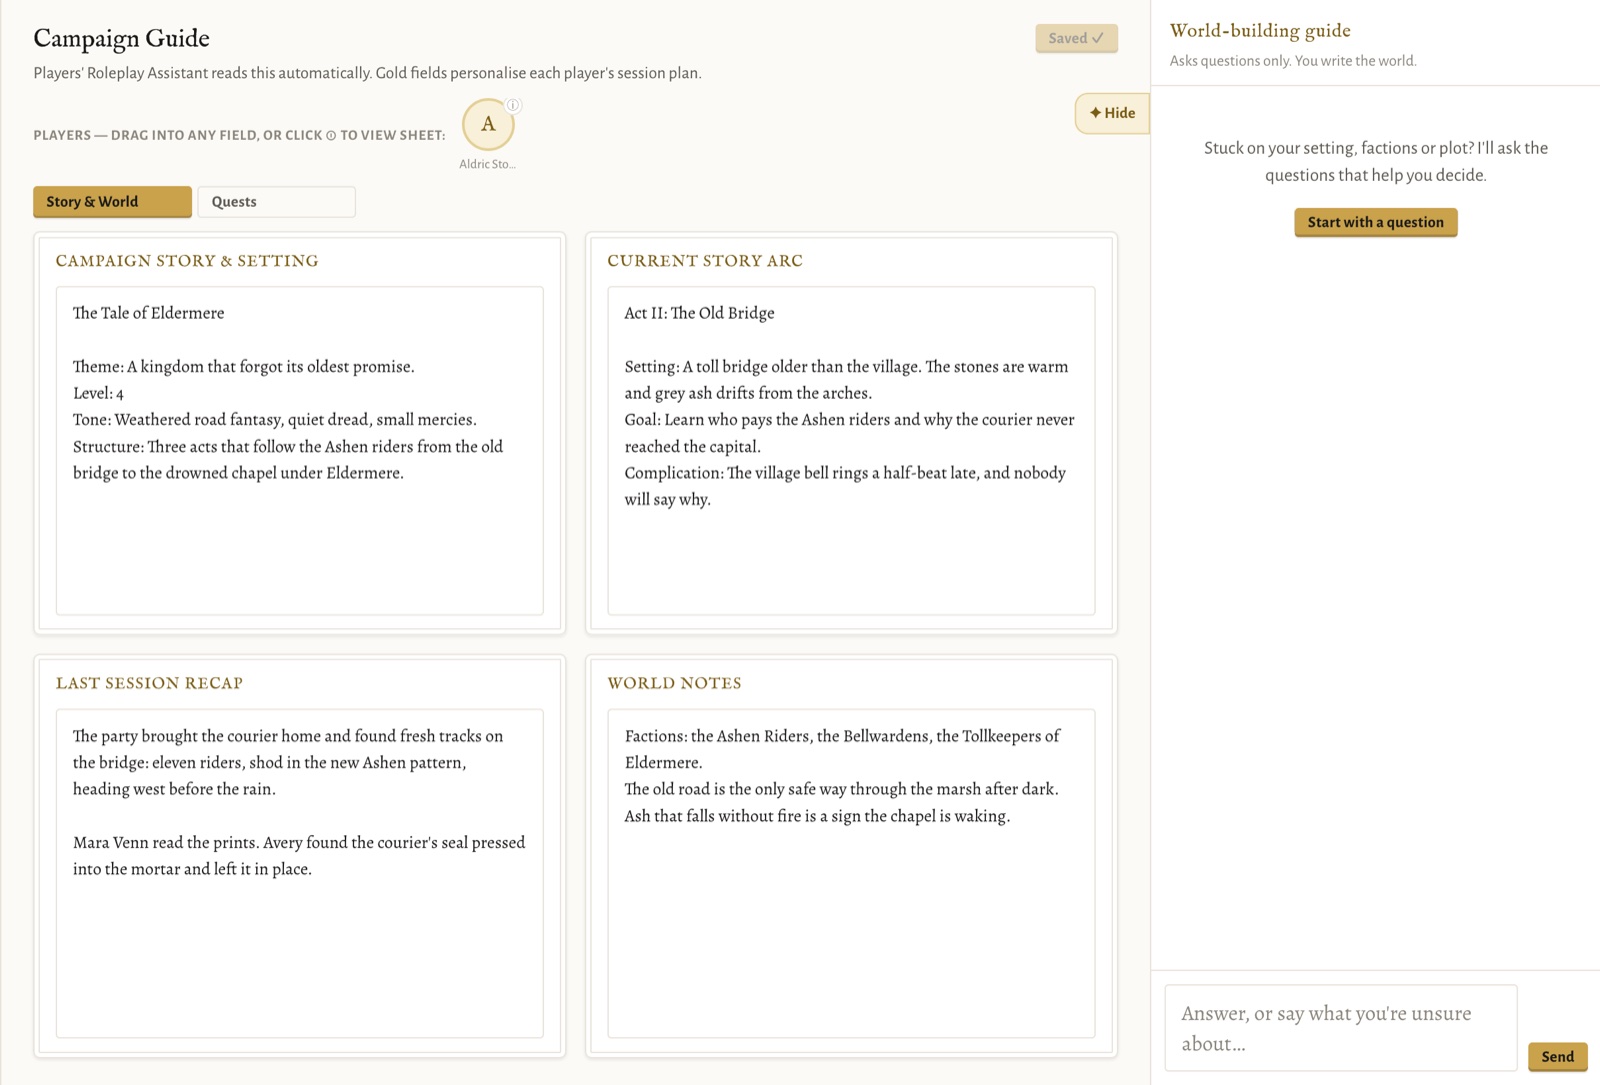 Campaign Guide
Saved ✓
Players' Roleplay Assistant reads this automatically. Gold fields personalise each player's session plan.
✦ Hide
PLAYERS — DRAG INTO ANY FIELD, OR CLICK ⓘ TO VIEW SHEET:
A
ⓘ
Aldric Sto...
Story & World
Quests
CAMPAIGN STORY & SETTING
The Tale of Eldermere
Theme: A kingdom that forgot its oldest promise.
Level: 4
Tone: Weathered road fantasy, quiet dread, small mercies.
Structure: Three acts that follow the Ashen riders from the old
bridge to the drowned chapel under Eldermere.
CURRENT STORY ARC
Act II: The Old Bridge
Setting: A toll bridge older than the village. The stones are warm
and grey ash drifts from the arches.
Goal: Learn who pays the Ashen riders and why the courier never
reached the capital.
Complication: The village bell rings a half-beat late, and nobody
will say why.
LAST SESSION RECAP
The party brought the courier home and found fresh tracks on
the bridge: eleven riders, shod in the new Ashen pattern,
heading west before the rain.
Mara Venn read the prints. Avery found the courier's seal pressed
into the mortar and left it in place.
WORLD NOTES
Factions: the Ashen Riders, the Bellwardens, the Tollkeepers of
Eldermere.
The old road is the only safe way through the marsh after dark.
Ash that falls without fire is a sign the chapel is waking.
World-building guide
Asks questions only. You write the world.
Stuck on your setting, factions or plot? I'll ask the
questions that help you decide.
Start with a question
Answer, or say what you're unsure
about...
Send